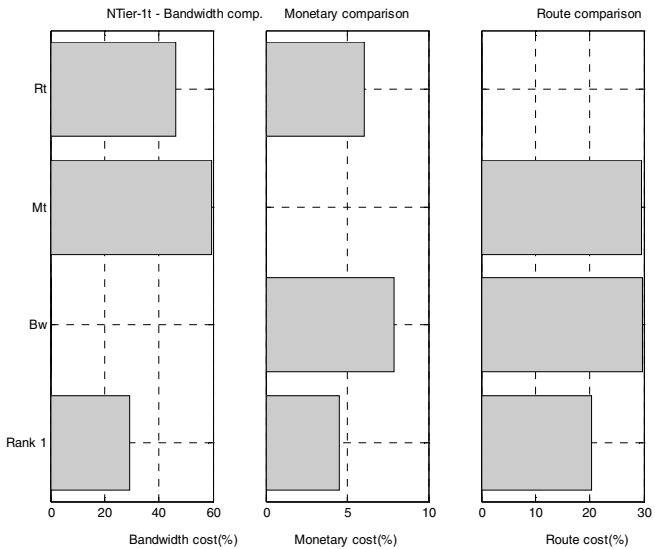 NTier-1t - Bandwidth comp.
Monetary comparison
Route comparison
Rt
Mt
Bw
Rank 1
0 20 40 60
0 5 10
0 10 20 30
Bandwidth cost(%)
Monetary cost(%)
Route cost(%)